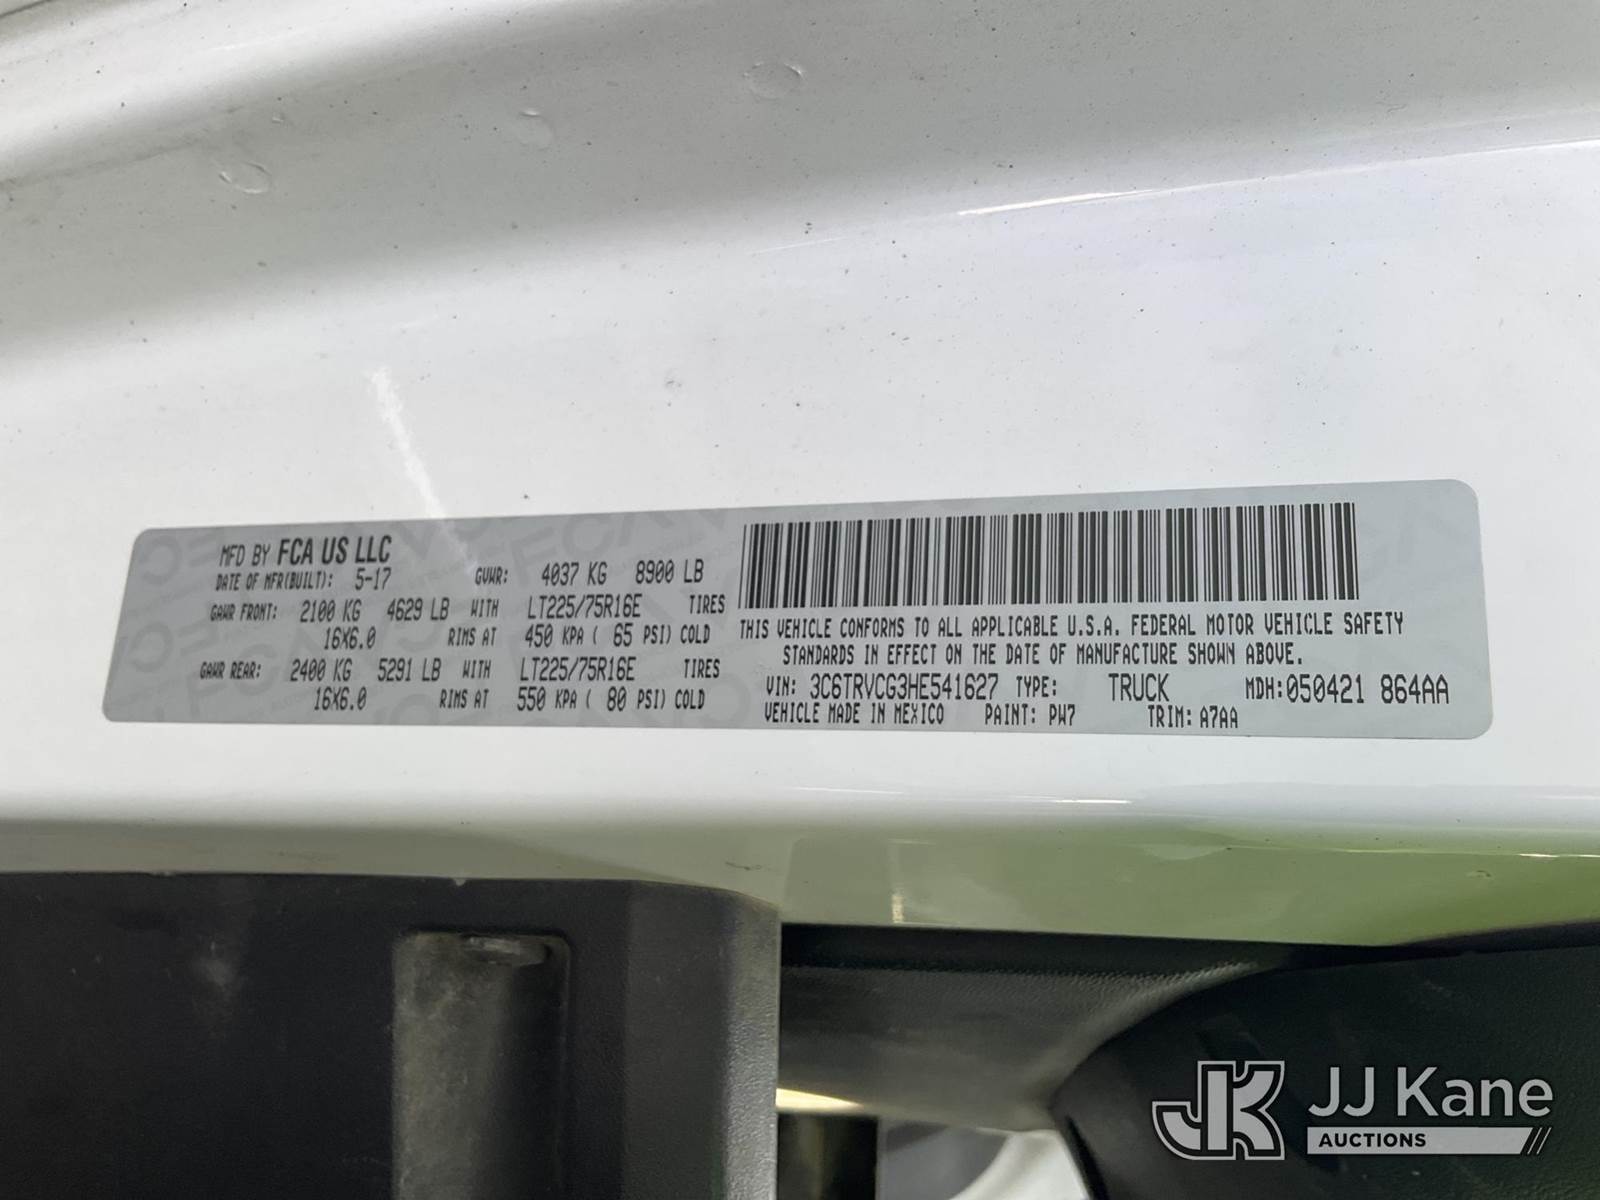 MFD BY FCA US LLC
DATE OF MFR(BUILT): 5-17 GVWR: 4037 KG 8900 LB
GAWR FRONT: 2100 KG 4629 LB WITH LT225/75R16E TIRES
16X6.0 RIMS AT 450 KPA ( 65 PSI) COLD
GAWR REAR: 2400 KG 5291 LB WITH LT225/75R16E TIRES
16X6.0 RIMS AT 550 KPA ( 80 PSI) COLD
THIS VEHICLE CONFORMS TO ALL APPLICABLE U.S.A. FEDERAL MOTOR VEHICLE SAFETY
STANDARDS IN EFFECT ON THE DATE OF MANUFACTURE SHOWN ABOVE.
VIN: 3C6TRVCG3HE541627 TYPE: TRUCK MDH:050421 864AA
VEHICLE MADE IN MEXICO PAINT: PW7 TRIM: A7AA
JK JJ Kane
AUCTIONS